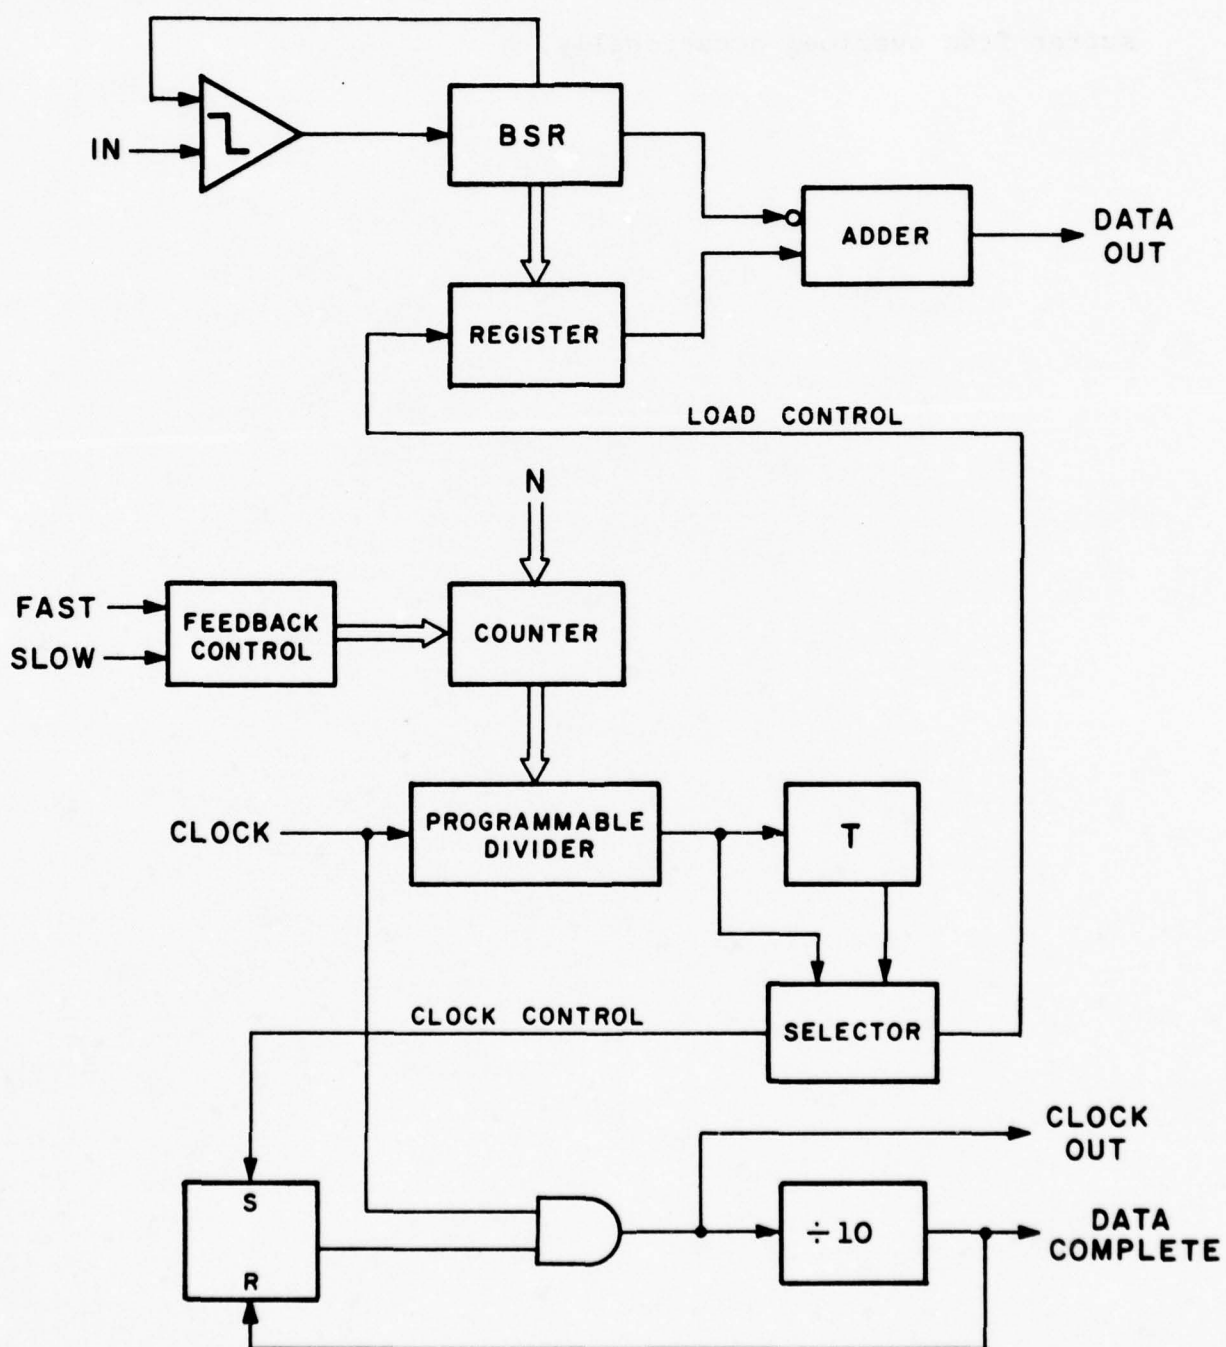 BSR
IN
ADDER
DATA
OUT
REGISTER
LOAD CONTROL
N
FAST
SLOW
FEEDBACK
CONTROL
COUNTER
CLOCK
PROGRAMMABLE
DIVIDER
T
CLOCK CONTROL
SELECTOR
CLOCK
OUT
S
R
÷10
DATA
COMPLETE